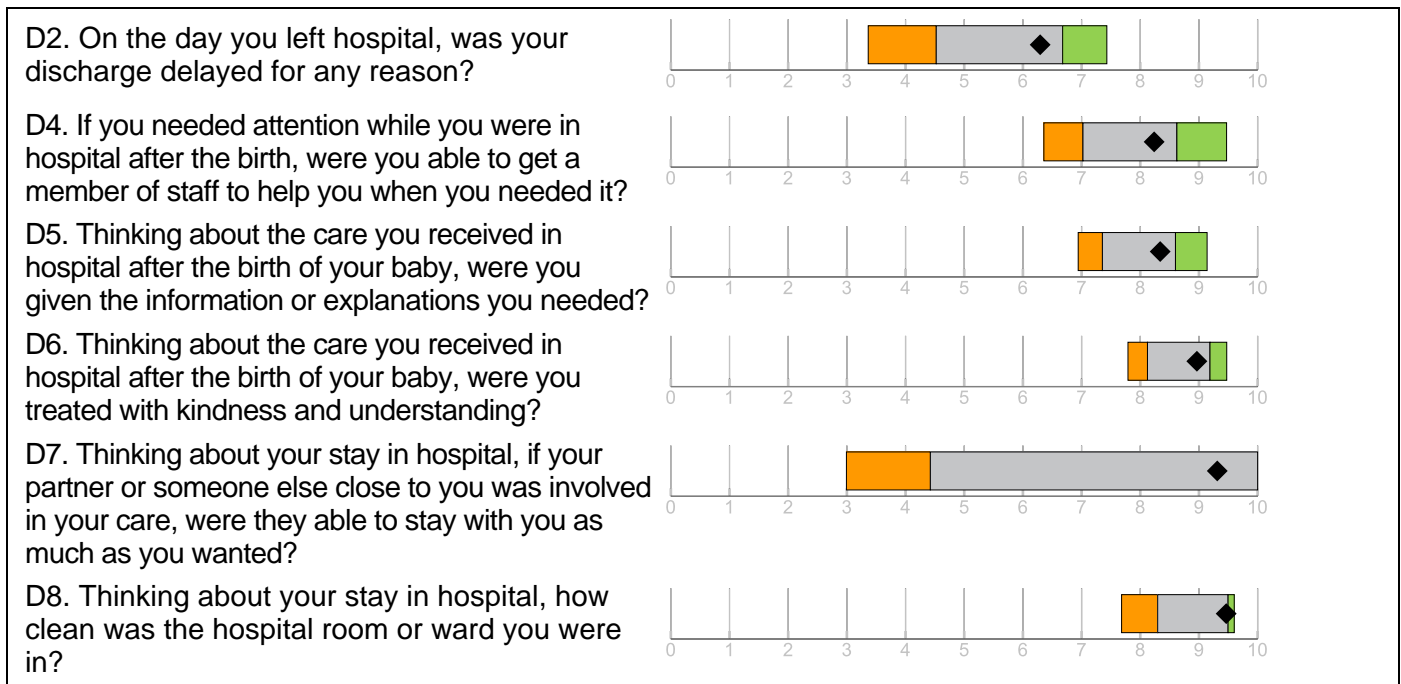 D2. On the day you left hospital, was your
discharge delayed for any reason?
0 1 2 3 4 5 6 7 8 9 10
D4. If you needed attention while you were in
hospital after the birth, were you able to get a
member of staff to help you when you needed it?
0 1 2 3 4 5 6 7 8 9 10
D5. Thinking about the care you received in
hospital after the birth of your baby, were you
given the information or explanations you needed?
0 1 2 3 4 5 6 7 8 9 10
D6. Thinking about the care you received in
hospital after the birth of your baby, were you
treated with kindness and understanding?
0 1 2 3 4 5 6 7 8 9 10
D7. Thinking about your stay in hospital, if your
partner or someone else close to you was involved
in your care, were they able to stay with you as
much as you wanted?
0 1 2 3 4 5 6 7 8 9 10
D8. Thinking about your stay in hospital, how
clean was the hospital room or ward you were
in?
0 1 2 3 4 5 6 7 8 9 10